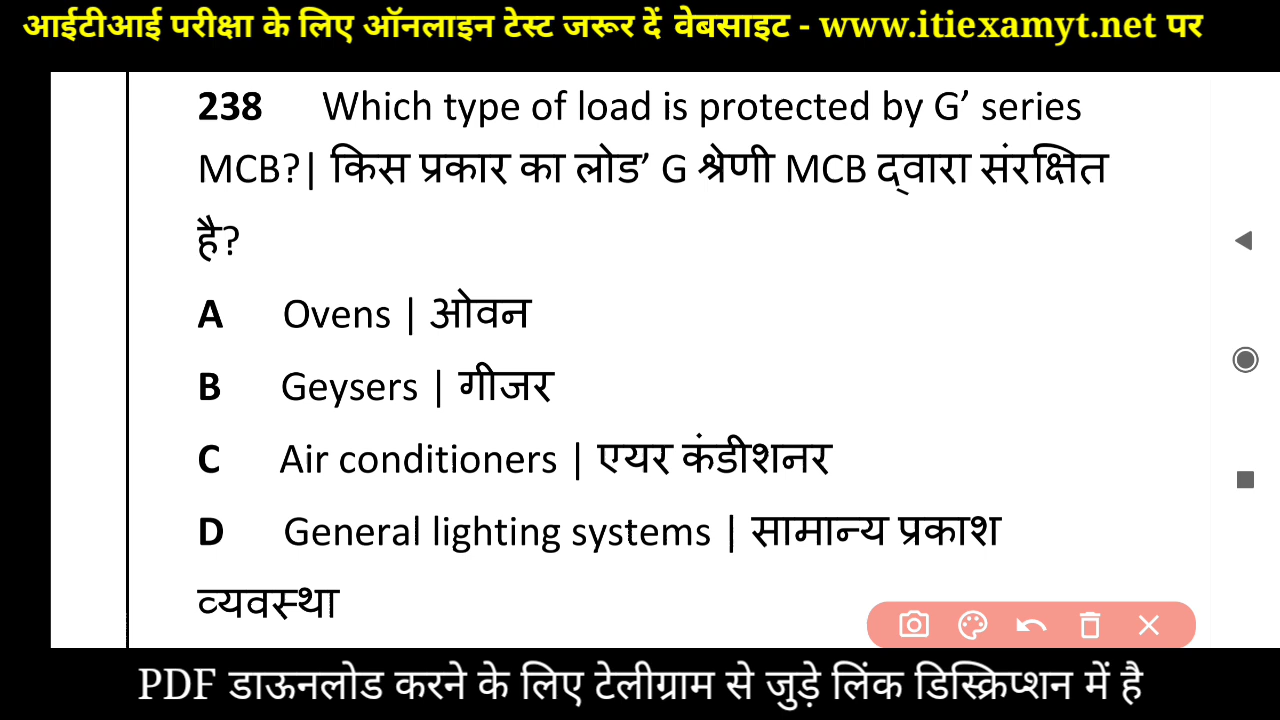 आईटीआई परीक्षा के लिए ऑनलाइन टेस्ट जरूर दें वेबसाइट - www.itiexamyt.net पर
238 Which type of load is protected by G’ series
MCB?| किस प्रकार का लोड’ G श्रेणी MCB द्वारा संरक्षित
है?
A Ovens | ओवन
B Geysers | गीजर
C Air conditioners | एयर कंडीशनर
D General lighting systems | सामान्य प्रकाश
व्यवस्था
PDF डाऊनलोड करने के लिए टेलीग्राम से जुड़े लिंक डिस्क्रिप्शन में है